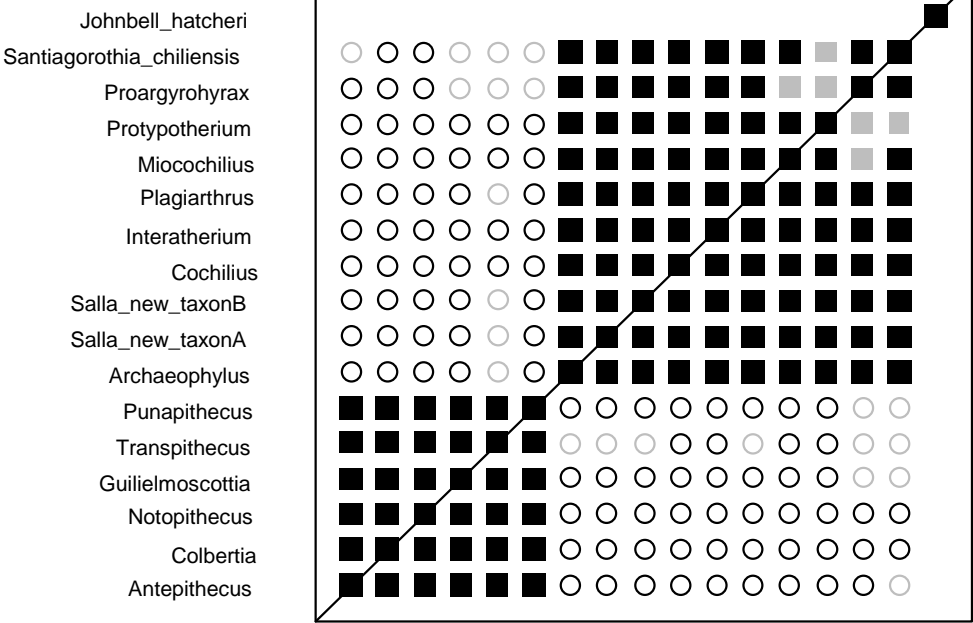 Johnbell_hatcheri
Santiagorothia_chiliensis
Proargyrohyrax
Protypotherium
Miocochilius
Plagiarthrus
Interatherium
Cochilius
Salla_new_taxonB
Salla_new_taxonA
Archaeophylus
Punapithecus
Transpithecus
Guilielmoscottia
Notopithecus
Colbertia
Antepithecus